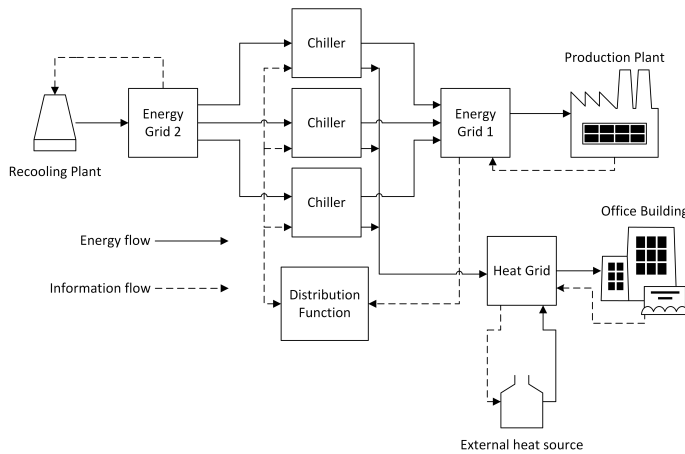 Chiller
Production Plant
Energy
Grid 2
Chiller
Energy
Grid 1
Recooling Plant
Chiller
Office Building
Energy flow
Heat Grid
Information flow
Distribution
Function
External heat source